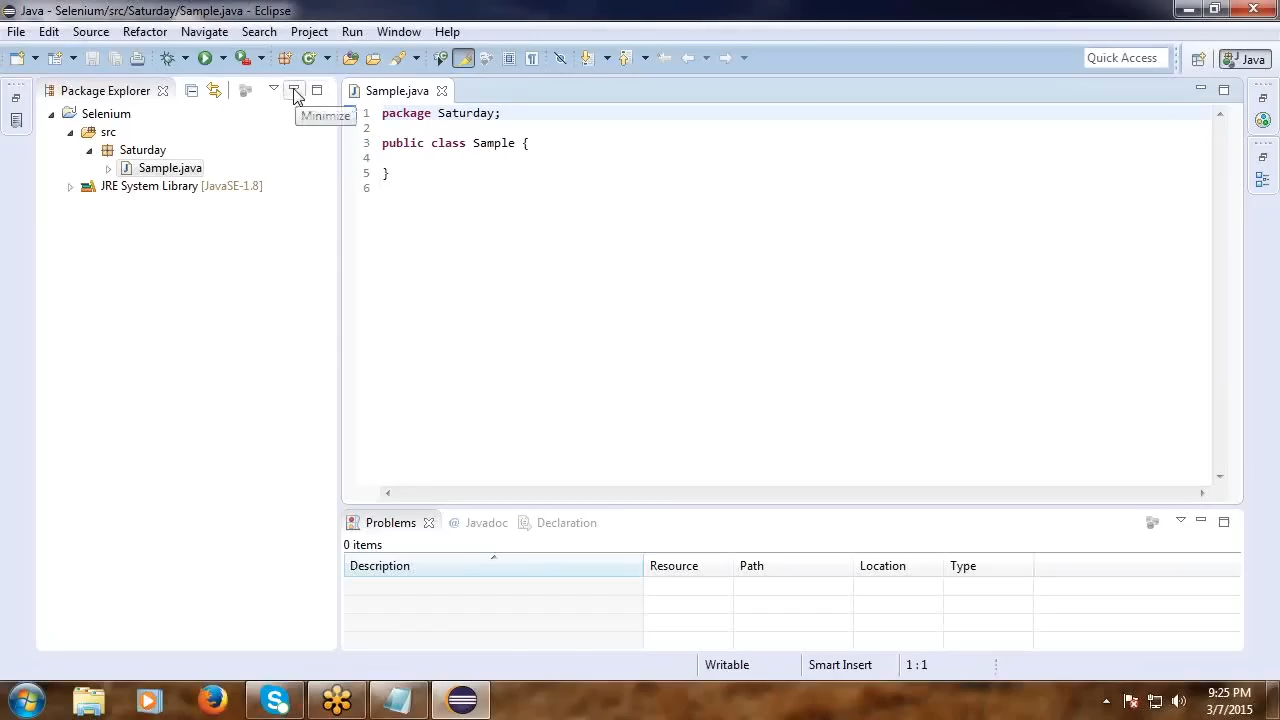 Java - Selenium/src/Saturday/Sample.java - Eclipse
File Edit Source Refactor Navigate Search Project Run Window Help
Quick Access
Java
Package Explorer
Sample.java
Minimize
Selenium
src
Saturday
Sample.java
JRE System Library [JavaSE-1.8]
1 package Saturday;
2
3 public class Sample {
4
5 }
6
Problems @ Javadoc Declaration
0 items
Description Resource Path Location Type
Writable Smart Insert 1 : 1
9:25 PM
3/7/2015